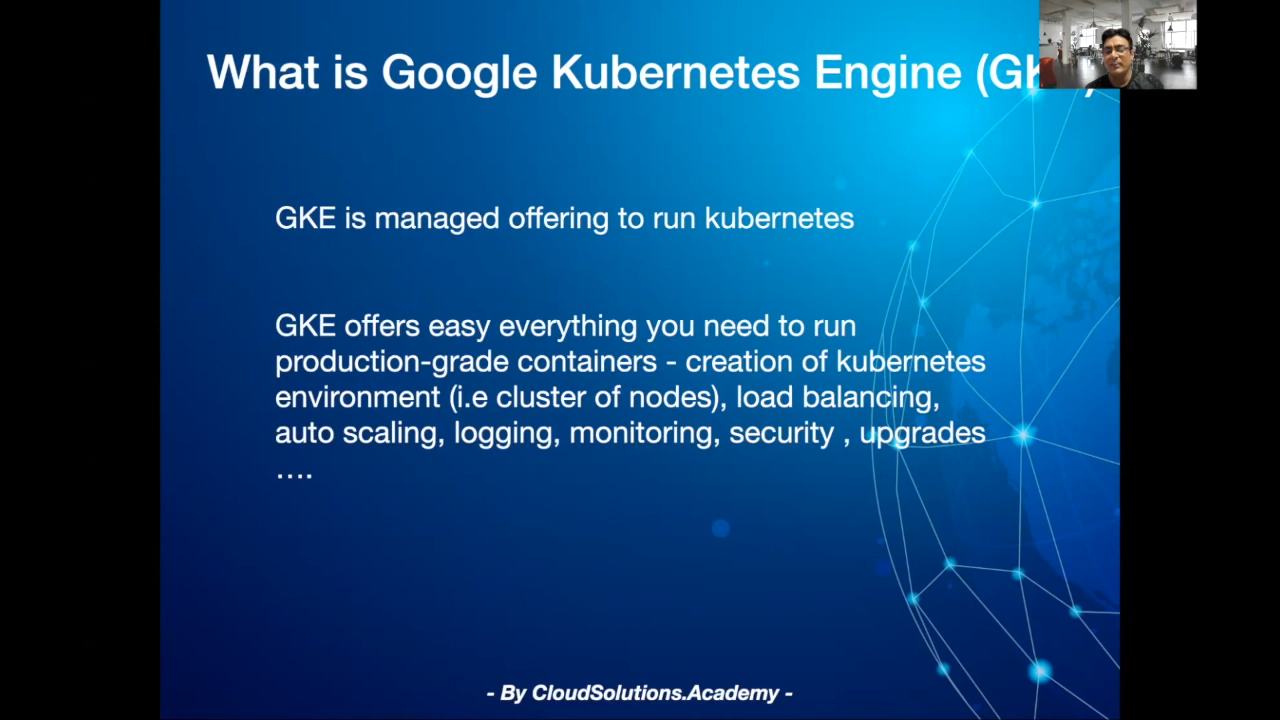 What is Google Kubernetes Engine
GKE is managed offering to run kubernetes
GKE offers easy everything you need to run
production-grade containers - creation of kubernetes
environment (i.e cluster of nodes), load balancing,
auto scaling, logging, monitoring, security , upgrades
....
- By CloudSolutions.Academy -